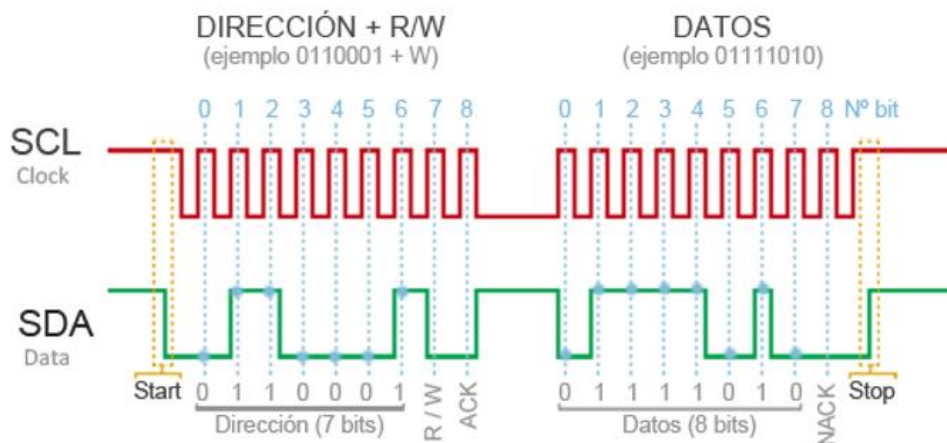 DIRECCIÓN + R/W
(ejemplo 0110001 + W)
DATOS
(ejemplo 01111010)
0 1 2 3 4 5 6 7 8
0 1 2 3 4 5 6 7 8 Nº bit
SCL
Clock
SDA
Data
Start
0 1 1 0 0 0 1 R / W ACK
Dirección (7 bits)
0 1 1 1 1 0 1 0 NACK
Datos (8 bits)
Stop